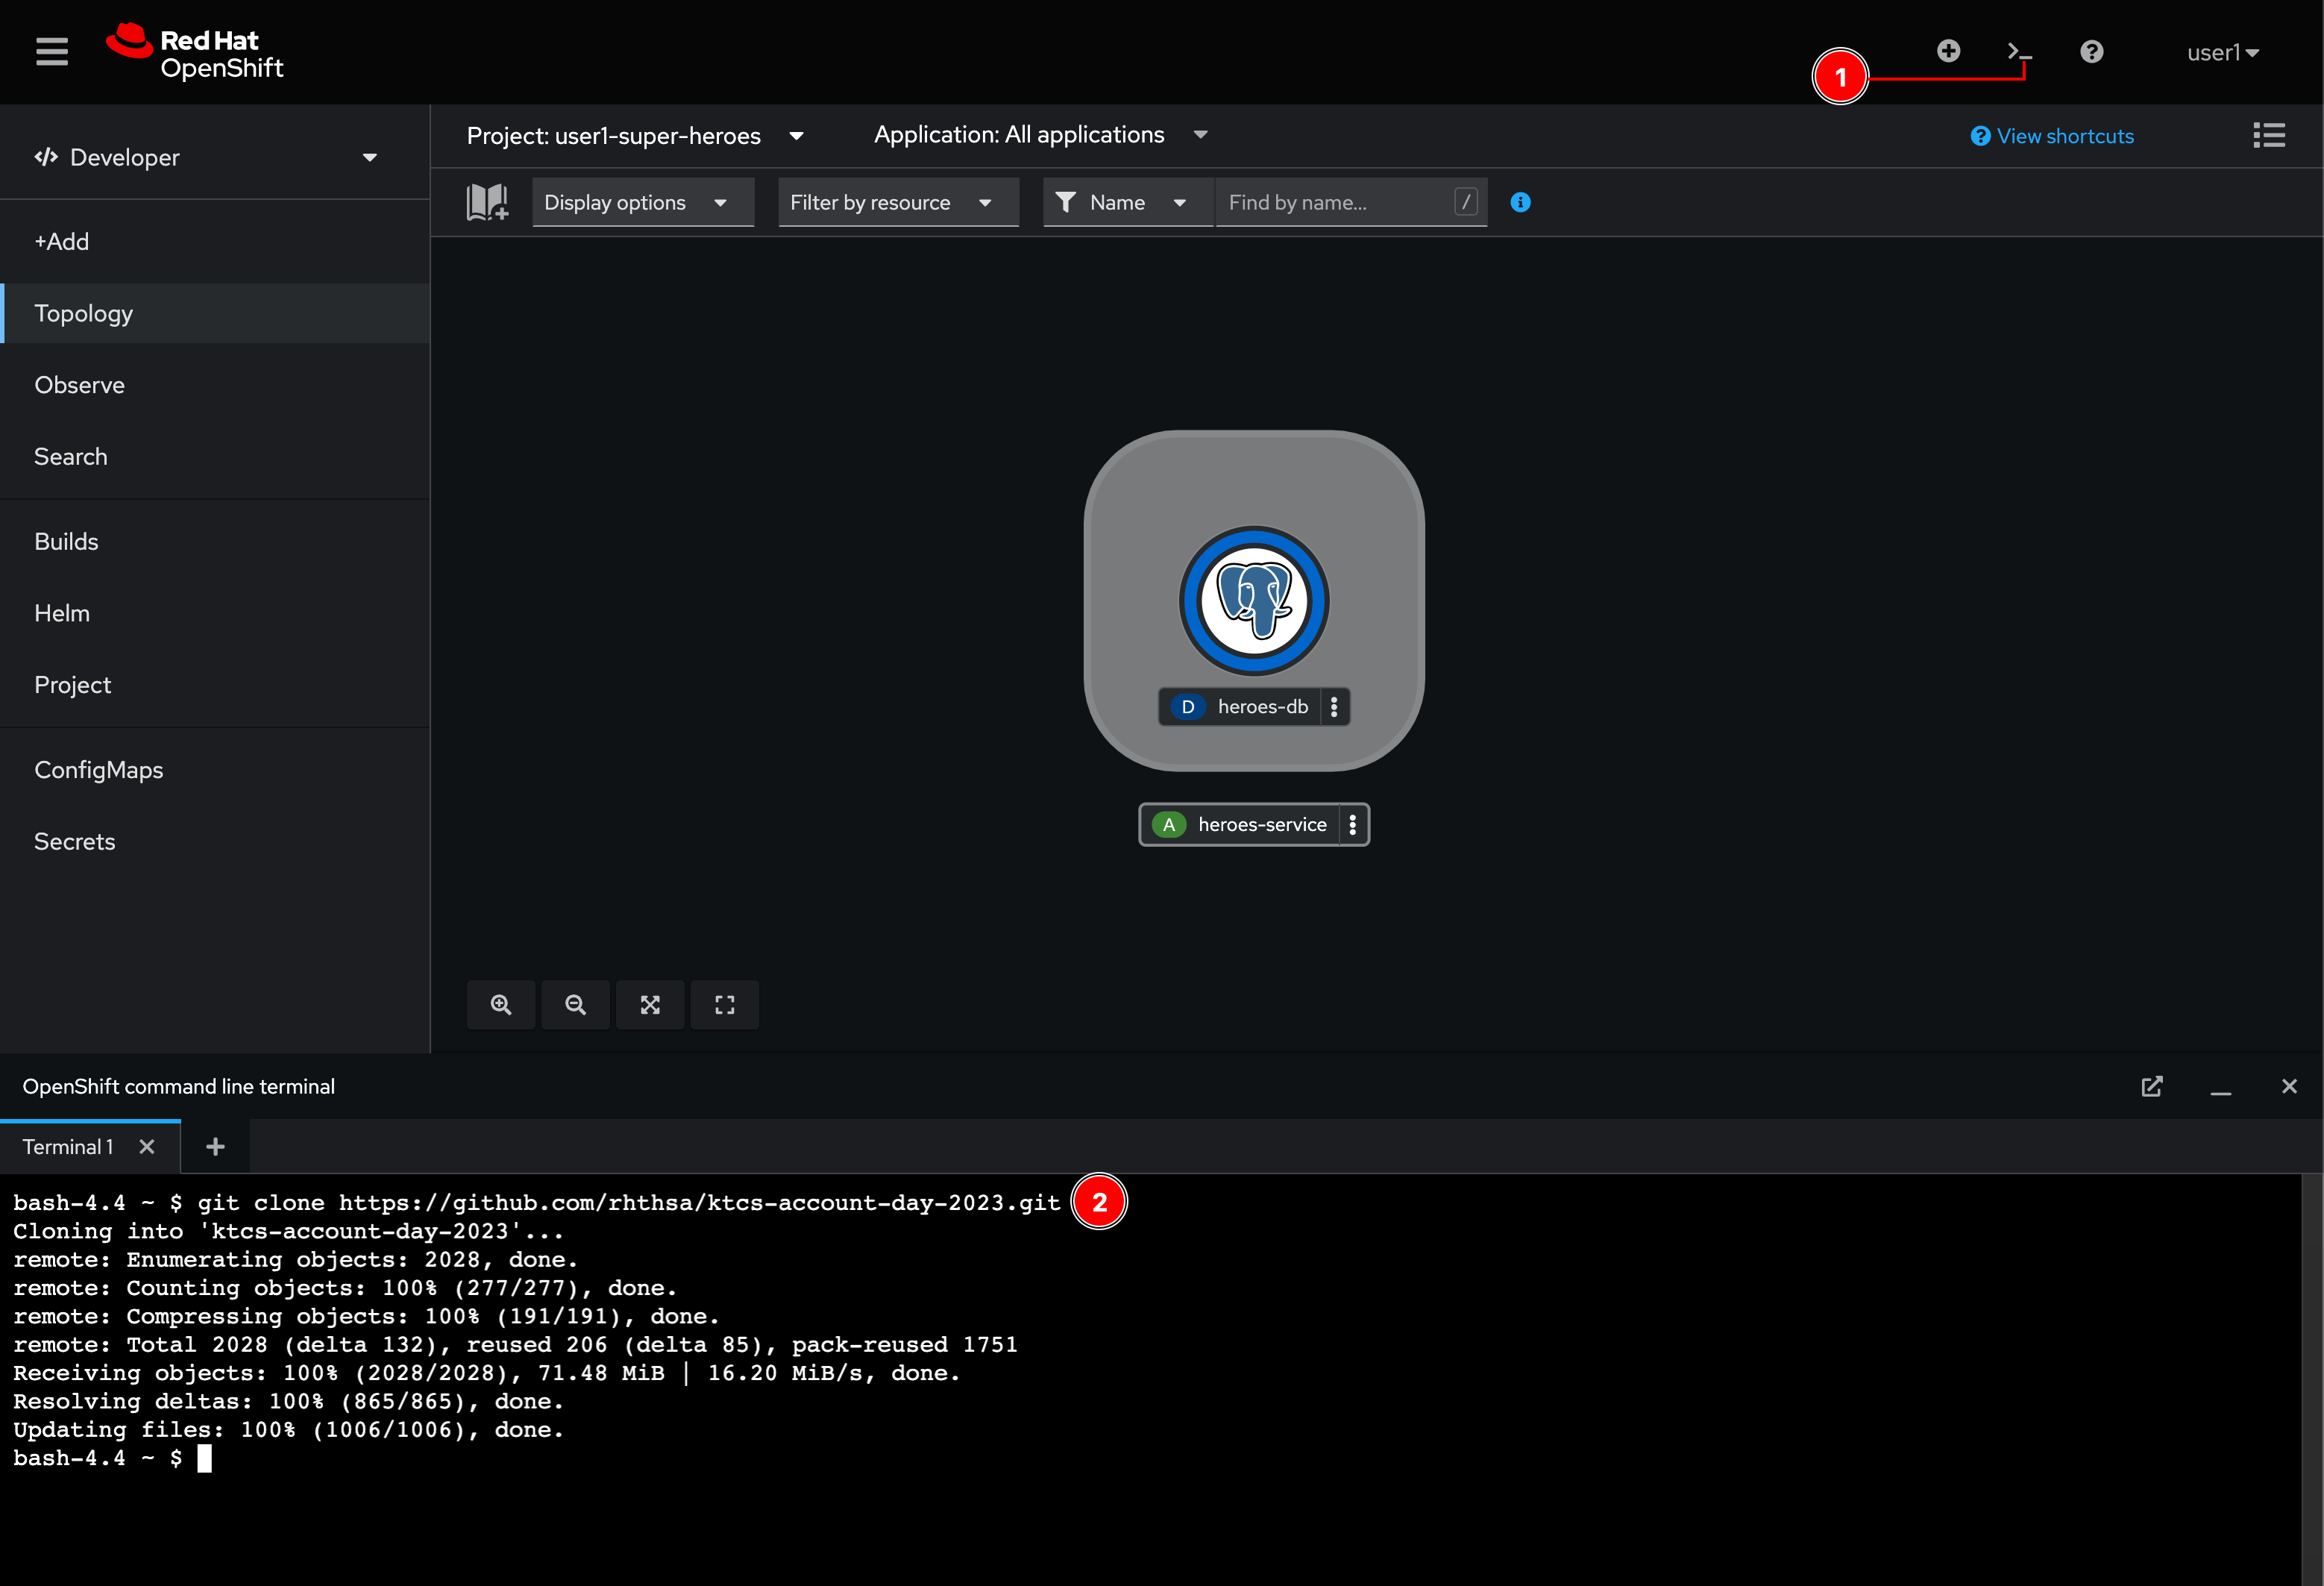 Red Hat
OpenShift
1
user1
Developer
Project: user1-super-heroes
Application: All applications
View shortcuts
Display options
Filter by resource
Name
Find by name...
/
+Add
Topology
Observe
Search
Builds
Helm
Project
ConfigMaps
Secrets
D heroes-db
A heroes-service
OpenShift command line terminal
Terminal 1
bash-4.4 ~ $ git clone https://github.com/rhthsa/ktcs-account-day-2023.git
2
Cloning into 'ktcs-account-day-2023'...
remote: Enumerating objects: 2028, done.
remote: Counting objects: 100% (277/277), done.
remote: Compressing objects: 100% (191/191), done.
remote: Total 2028 (delta 132), reused 206 (delta 85), pack-reused 1751
Receiving objects: 100% (2028/2028), 71.48 MiB | 16.20 MiB/s, done.
Resolving deltas: 100% (865/865), done.
Updating files: 100% (1006/1006), done.
bash-4.4 ~ $